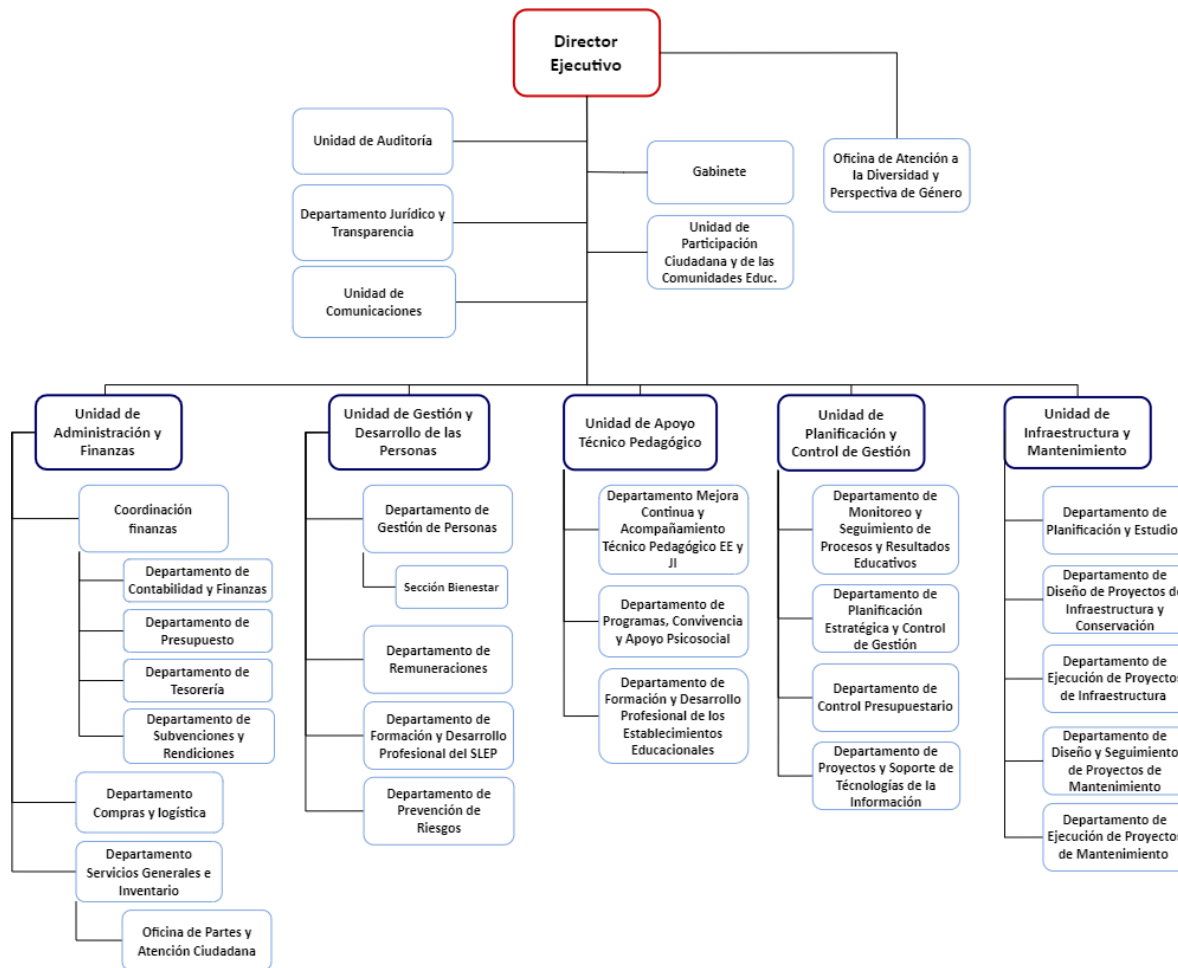 Director
Ejecutivo
Unidad de Auditoría
Gabinete
Oficina de Atención a
la Diversidad y
Perspectiva de Género
Departamento Jurídico y
Transparencia
Unidad de
Participación
Ciudadana y de las
Comunidades Educ.
Unidad de
Comunicaciones
Unidad de
Administración y
Finanzas
Coordinación
finanzas
Departamento de
Contabilidad y Finanzas
Departamento de
Presupuesto
Departamento de
Tesorería
Departamento de
Subvenciones y
Rendiciones
Departamento
Compras y logística
Departamento
Servicios Generales e
Inventario
Oficina de Partes y
Atención Ciudadana
Unidad de Gestión y
Desarrollo de las
Personas
Departamento de
Gestión de Personas
Sección Bienestar
Departamento de
Remuneraciones
Departamento de
Formación y Desarrollo
Profesional del SLEP
Departamento de
Prevención de
Riesgos
Unidad de Apoyo
Técnico Pedagógico
Departamento Mejora
Continua y
Acompañamiento
Técnico Pedagógico EE y
JI
Departamento de
Programas, Convivencia
y Apoyo Psicosocial
Departamento de
Formación y Desarrollo
Profesional de los
Establecimientos
Educacionales
Unidad de
Planificación y
Control de Gestión
Departamento de
Monitoreo y
Seguimiento de
Procesos y Resultados
Educativos
Departamento de
Planificación
Estratégica y Control
de Gestión
Departamento de
Control Presupuestario
Departamento de
Proyectos y Soporte de
Técnologías de la
Información
Unidad de
Infraestructura y
Mantenimiento
Departamento de
Planificación y Estudio
Departamento de
Diseño de Proyectos de
Infraestructura y
Conservación
Departamento de
Ejecución de Proyectos
de Infraestructura
Departamento de
Diseño y Seguimiento
de Proyectos de
Mantenimiento
Departamento de
Ejecución de Proyectos
de Mantenimiento